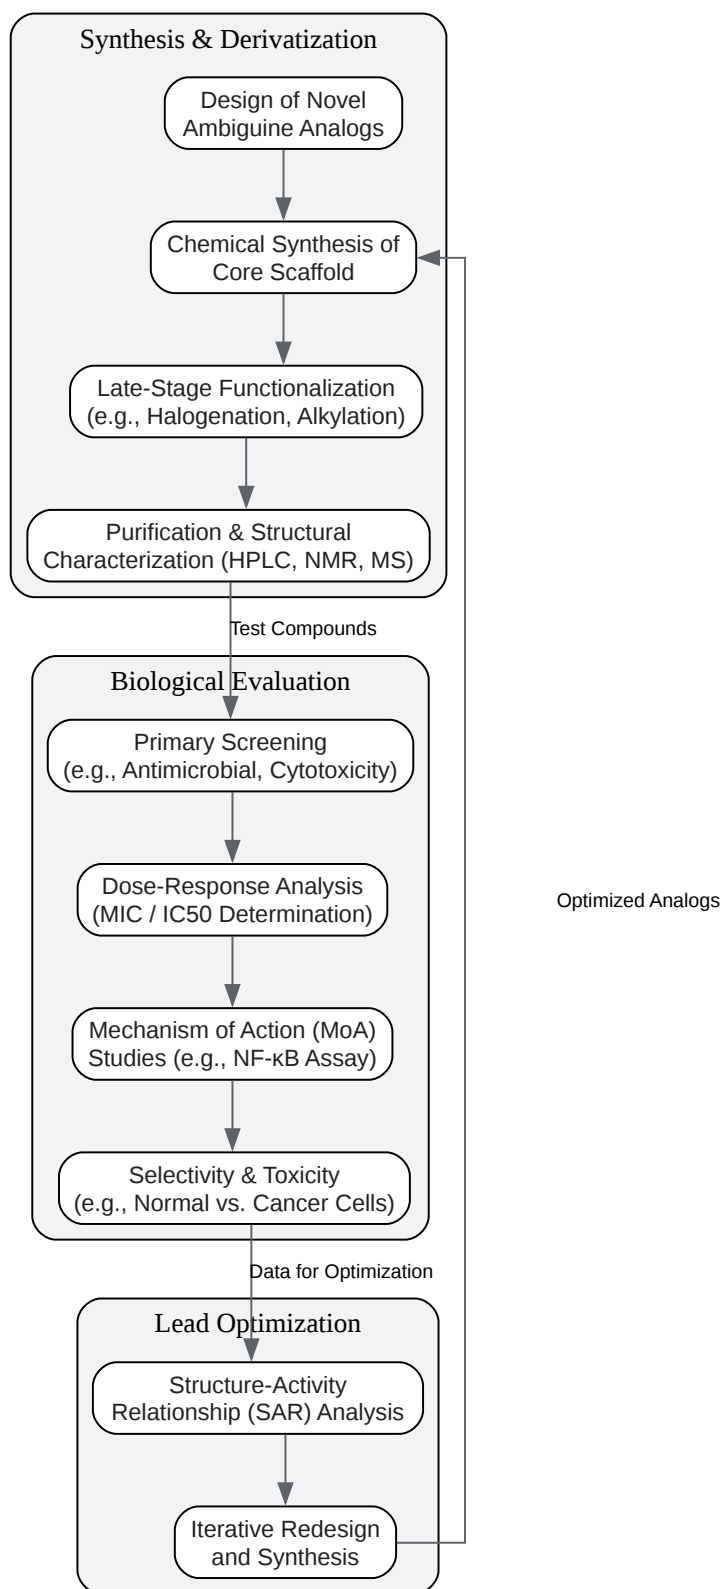 Synthesis & Derivatization
Design of Novel
Ambiguine Analogs
Chemical Synthesis of
Core Scaffold
Late-Stage Functionalization
(e.g., Halogenation, Alkylation)
Purification & Structural
Characterization (HPLC, NMR, MS)
Test Compounds
Biological Evaluation
Primary Screening
(e.g., Antimicrobial, Cytotoxicity)
Dose-Response Analysis
(MIC / IC50 Determination)
Optimized Analogs
Mechanism of Action (MoA)
Studies (e.g., NF-κB Assay)
Selectivity & Toxicity
(e.g., Normal vs. Cancer Cells)
Data for Optimization
Lead Optimization
Structure-Activity
Relationship (SAR) Analysis
Iterative Redesign
and Synthesis